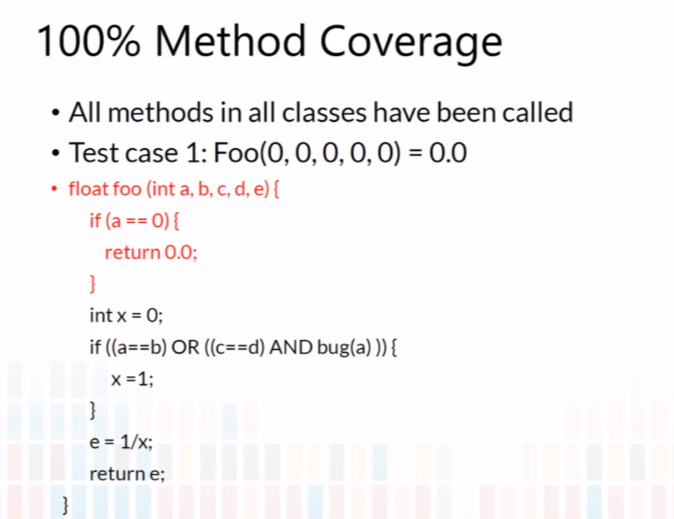 100% Method Coverage
• All methods in all classes have been called
• Test case 1: Foo(0, 0, 0, 0, 0) = 0.0
• float foo (int a, b, c, d, e) {
if (a == 0) {
return 0.0;
}
int x = 0;
if ((a==b) OR ((c==d) AND bug(a) )) {
x =1;
}
e = 1/x;
return e;
}